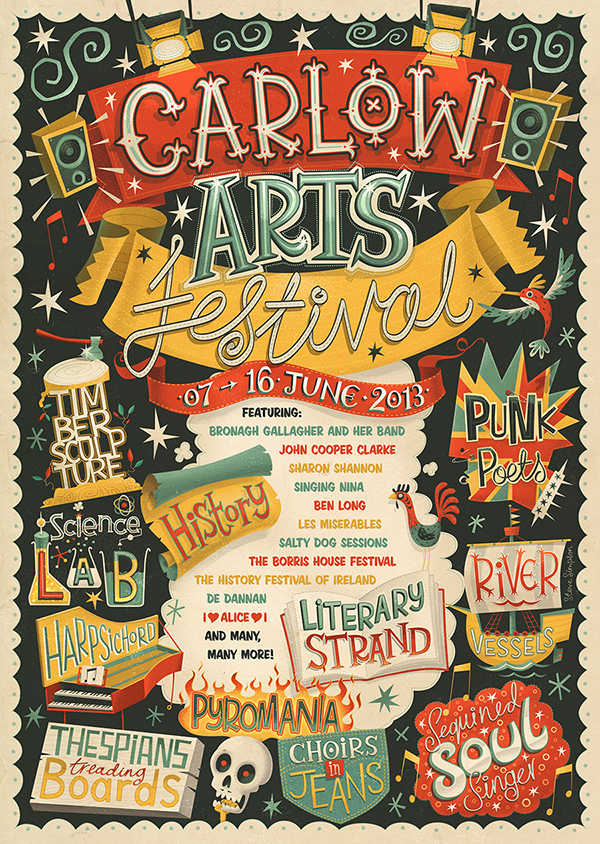 CARLOW
ARTS
festival
07 → 16 · JUNE · 2013
FEATURING:
BRONAGH GALLAGHER AND HER BAND
JOHN COOPER CLARKE
SHARON SHANNON
SINGING NINA
BEN LONG
LES MISERABLES
SALTY DOG SESSIONS
THE BORRIS HOUSE FESTIVAL
THE HISTORY FESTIVAL OF IRELAND
DE DANNAN
I ♥ ALICE ♥ I
AND MANY,
MANY MORE!
TIM
BER
SCULP
TURE
History
PUNK
Poets
Science
LAB
RIVER
VESSELS
Steve Simpson
HARPSICHORD
LITERARY
STRAND
PYROMANIA
THESPIANS
treading
Boards
CHOIRS
in
JEANS
Sequined
SOUL
Singer